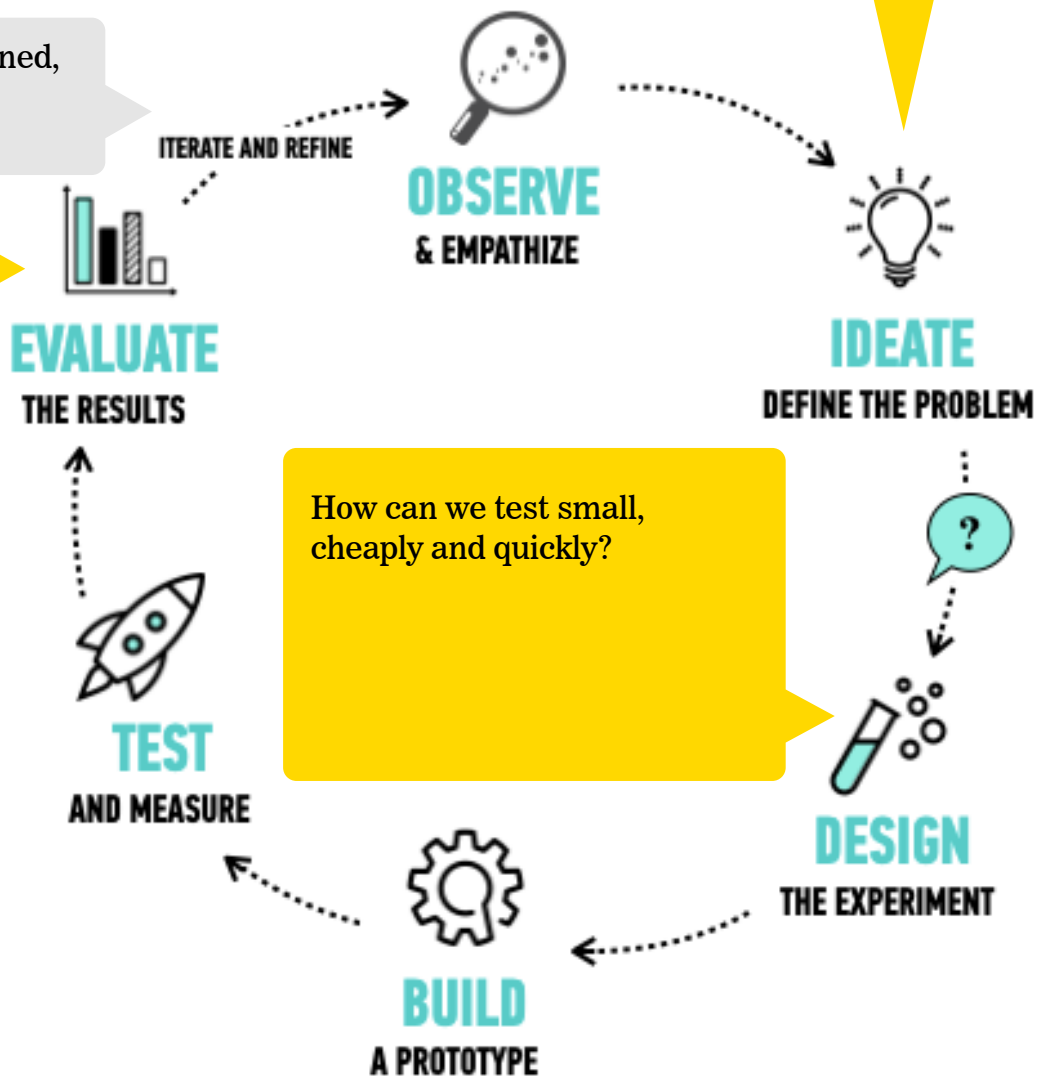 ned,
ITERATE AND REFINE
OBSERVE
& EMPATHIZE
IDEATE
DEFINE THE PROBLEM
?
DESIGN
THE EXPERIMENT
How can we test small,
cheaply and quickly?
BUILD
A PROTOTYPE
TEST
AND MEASURE
EVALUATE
THE RESULTS